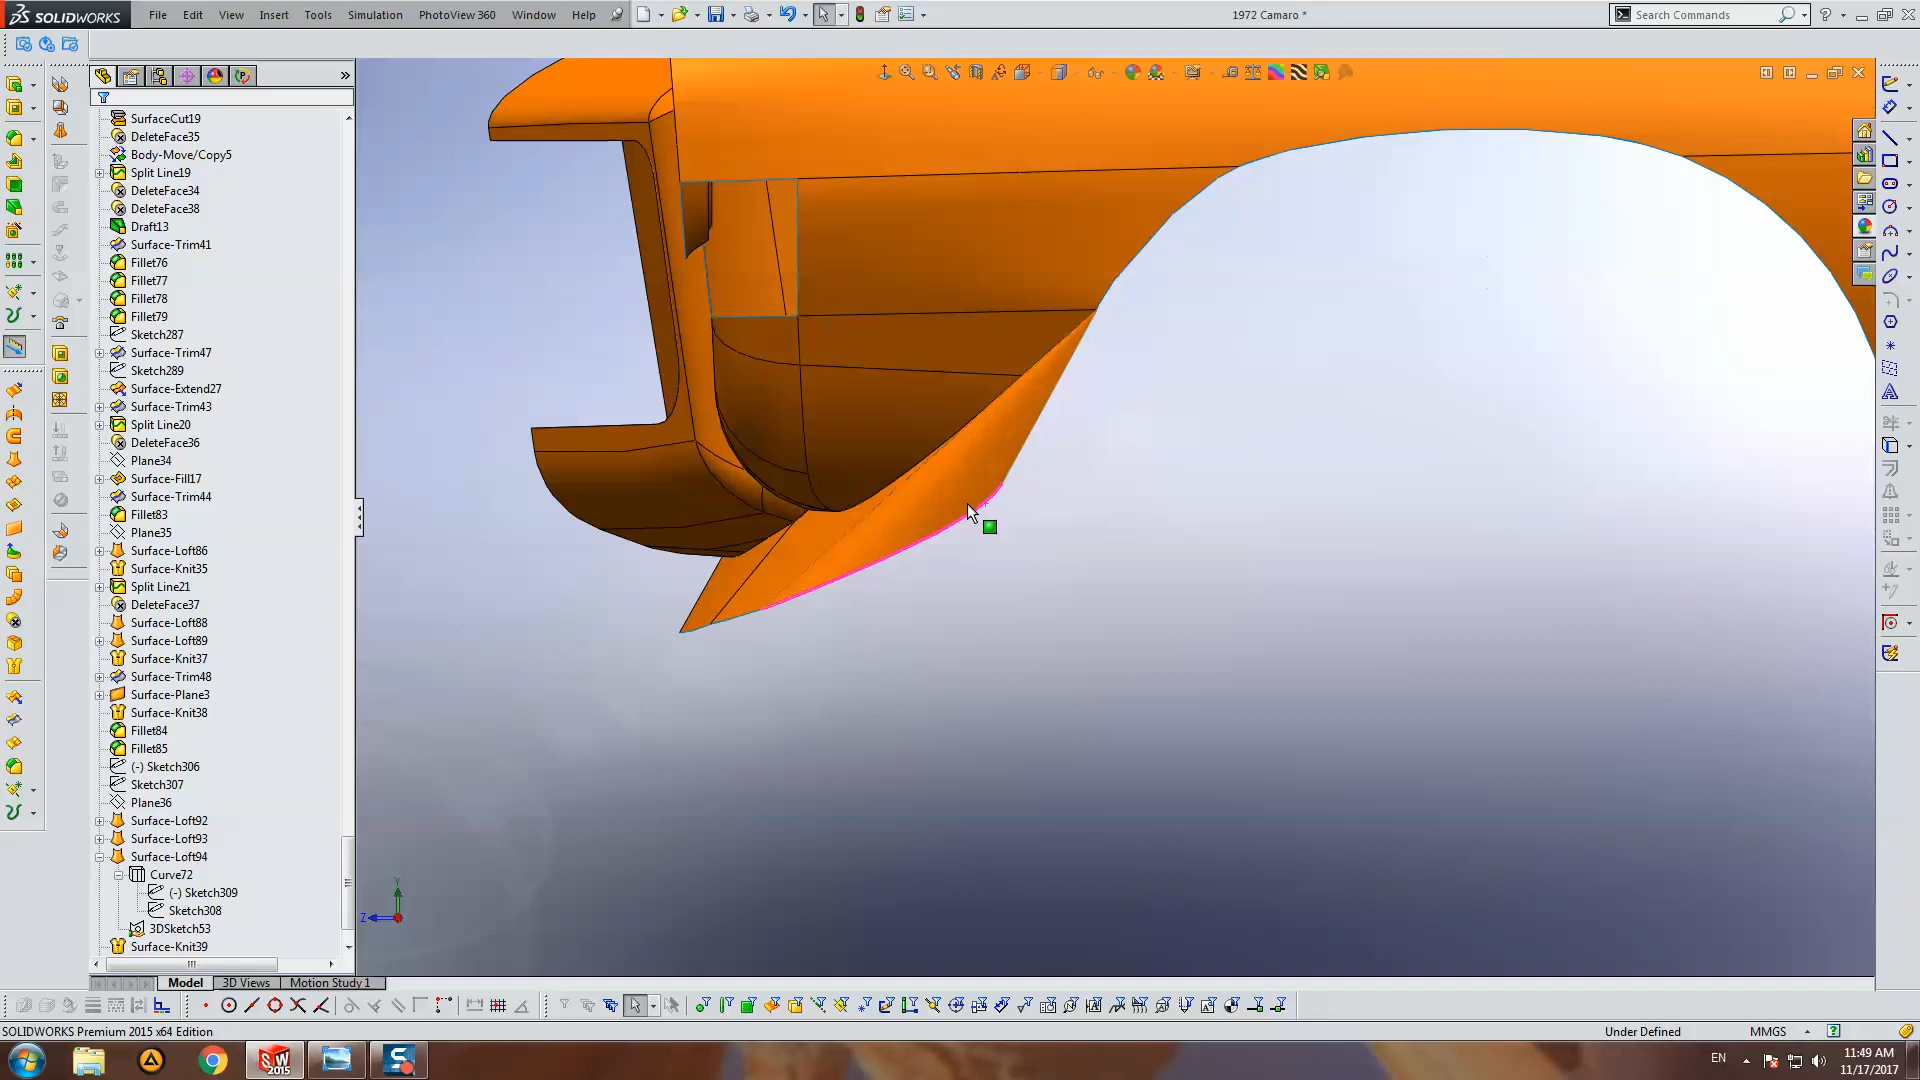 SOLIDWORKS
File Edit View Insert Tools Simulation PhotoView 360 Window Help
1972 Camaro *
Search Commands
SurfaceCut19
DeleteFace35
Body-Move/Copy5
Split Line19
DeleteFace34
DeleteFace38
Draft13
Surface-Trim41
Fillet76
Fillet77
Fillet78
Fillet79
Sketch287
Surface-Trim47
Sketch289
Surface-Extend27
Surface-Trim43
Split Line20
DeleteFace36
Plane34
Surface-Fill17
Surface-Trim44
Fillet83
Plane35
Surface-Loft86
Surface-Knit35
Split Line21
DeleteFace37
Surface-Loft88
Surface-Loft89
Surface-Knit37
Surface-Trim48
Surface-Plane3
Surface-Knit38
Fillet84
Fillet85
(-) Sketch306
Sketch307
Plane36
Surface-Loft92
Surface-Loft93
Surface-Loft94
Curve72
(-) Sketch309
Sketch308
3DSketch53
Surface-Knit39
Y
Z
Model 3D Views Motion Study 1
SOLIDWORKS Premium 2015 x64 Edition
Under Defined MMGS
EN
11:49 AM
11/17/2017
SW
2015